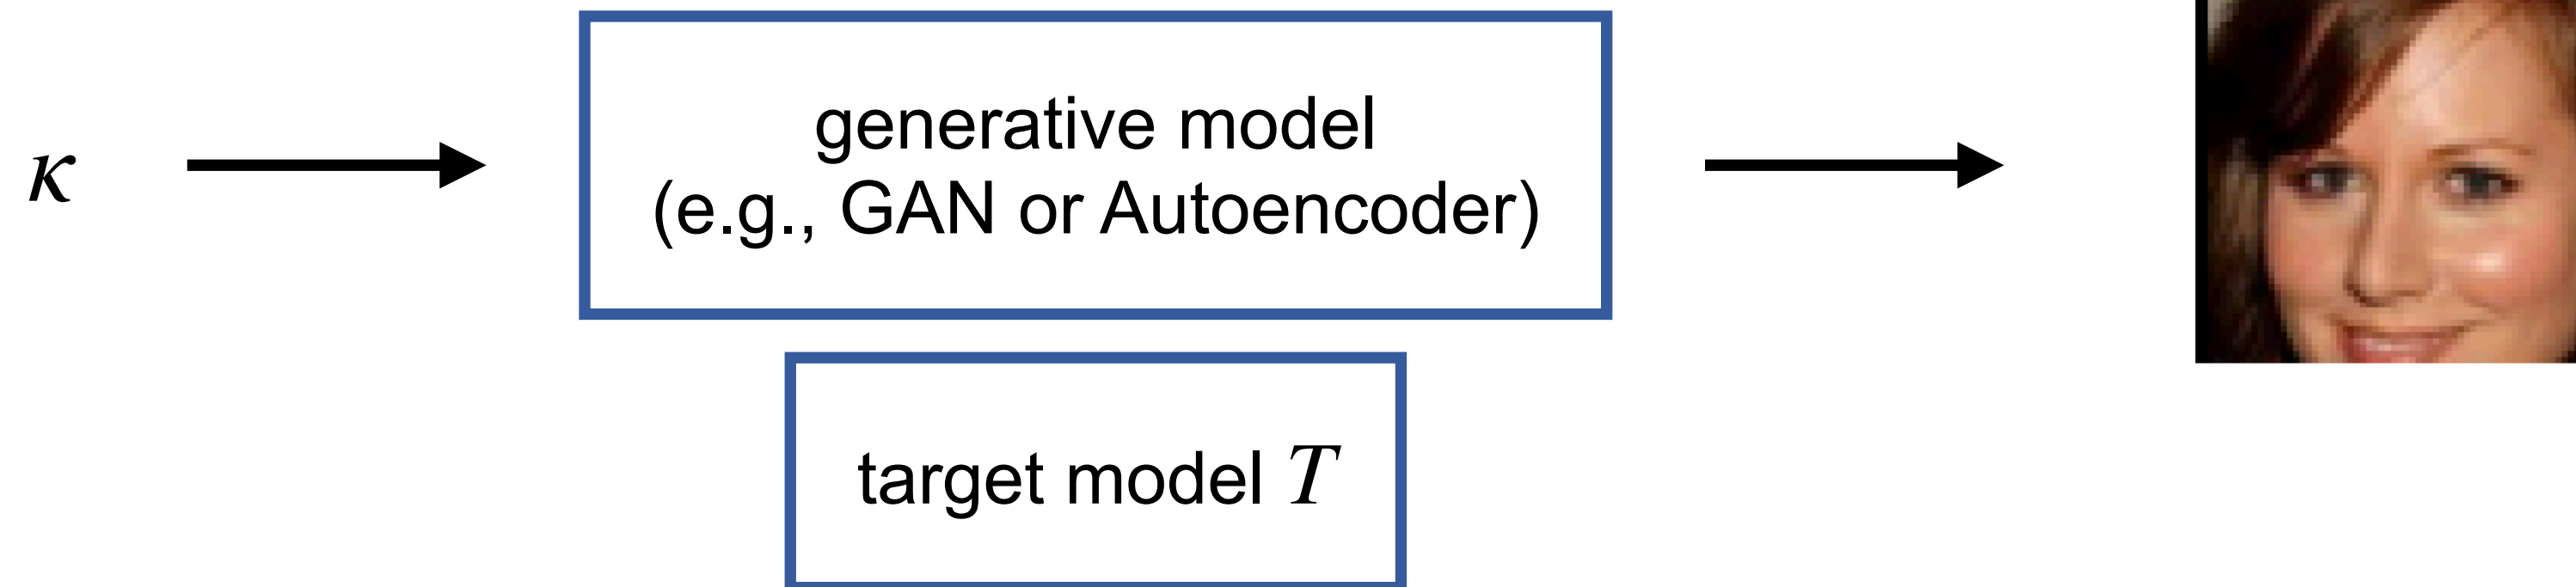 κ
generative model
(e.g., GAN or Autoencoder)
target model T